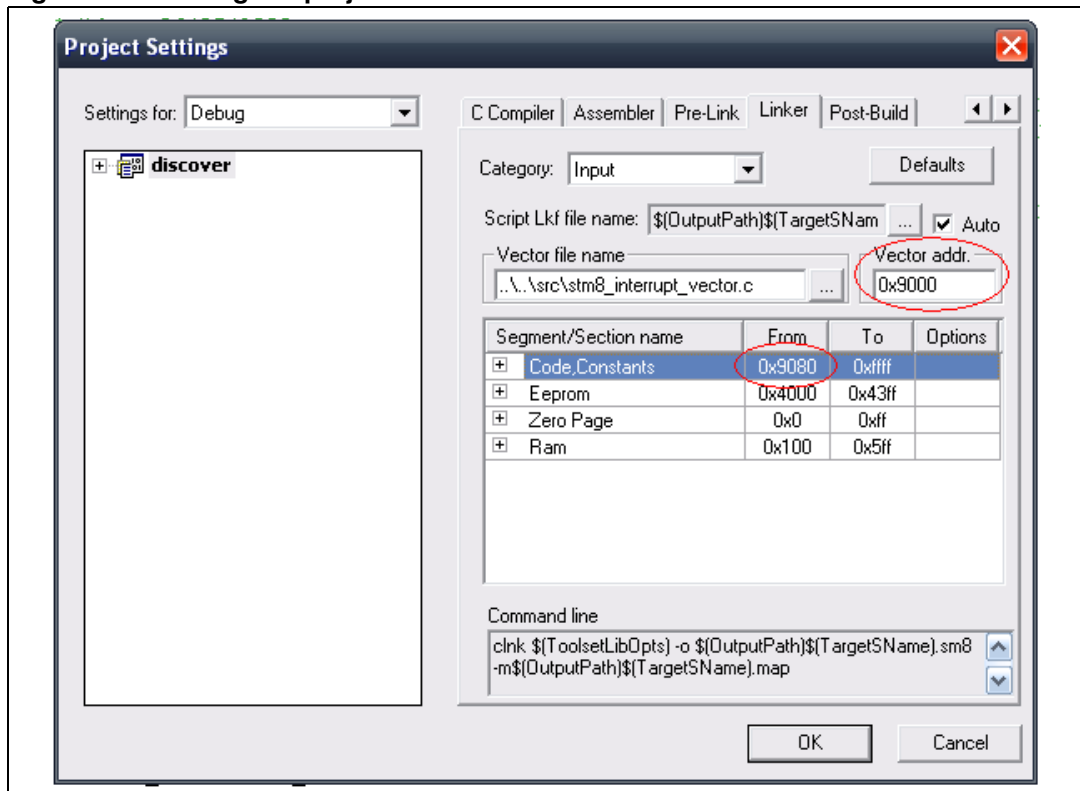 Project Settings
Settings for: Debug
discover
C Compiler Assembler Pre-Link Linker Post-Build
Category: Input Defaults
Script Lkf file name: $(OutputPath)$(TargetSNam ... Auto
Vector file name Vector addr.
..\..\src\stm8_interrupt_vector.c ... 0x9000
Segment/Section name From To Options
Code,Constants 0x9080 0xffff
Eeprom 0x4000 0x43ff
Zero Page 0x0 0xff
Ram 0x100 0x5ff
Command line
clnk $(ToolsetLibOpts) -o $(OutputPath)$(TargetSName).sm8
-m$(OutputPath)$(TargetSName).map
OK Cancel